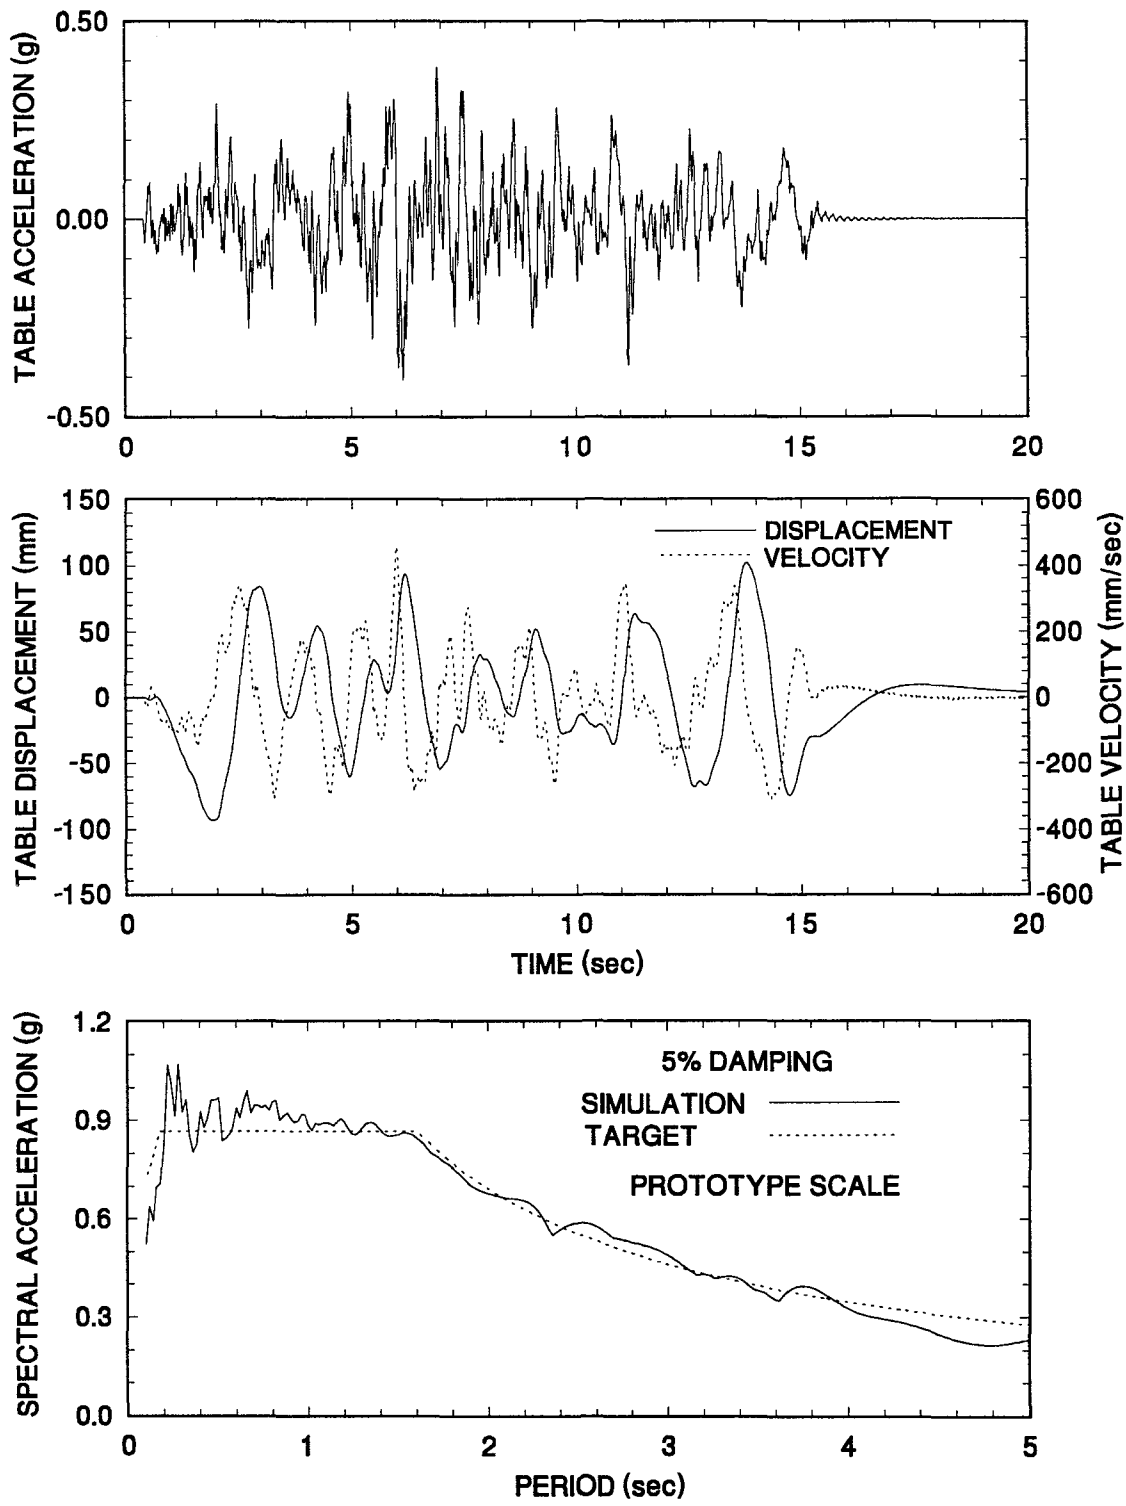 TABLE ACCELERATION (g)
0.50
0.00
-0.50
0 5 10 15 20
TABLE DISPLACEMENT (mm)
150
100
50
0
-50
-100
-150
DISPLACEMENT
VELOCITY
600
400
200
0
-200
-400
-600
TABLE VELOCITY (mm/sec)
0 5 10 15 20
TIME (sec)
SPECTRAL ACCELERATION (g)
1.2
0.9
0.6
0.3
0.0
5% DAMPING
SIMULATION
TARGET
PROTOTYPE SCALE
0 1 2 3 4 5
PERIOD (sec)